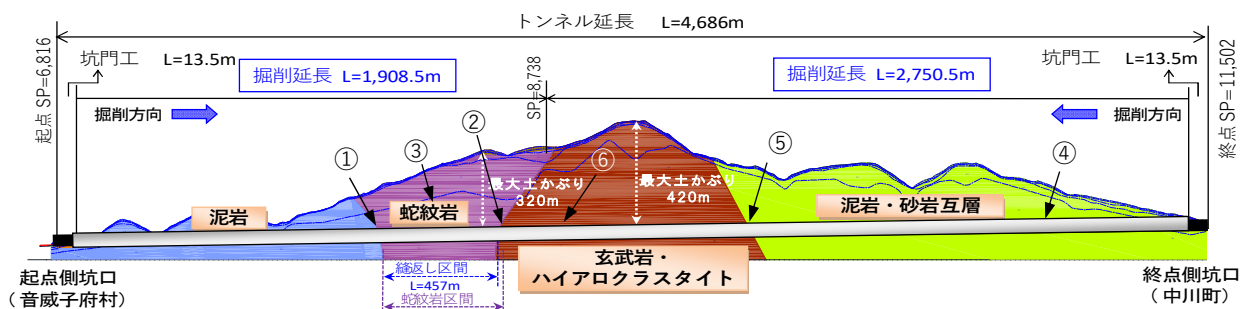 トンネル延長 L=4,686m
起点 SP=6,816
坑門工 L=13.5m
掘削延長 L=1,908.5m
SP=8,738
掘削延長 L=2,750.5m
坑門工 L=13.5m
終点 SP=11,502
掘削方向
掘削方向
①
②
③
④
⑤
⑥
最大土かぶり
320m
最大土かぶり
420m
泥岩
蛇紋岩
泥岩・砂岩互層
玄武岩・
ハイアロクラスタイト
縫返し区間
L=457m
蛇紋岩区間
起点側坑口
(音威子府村)
終点側坑口
(中川町)